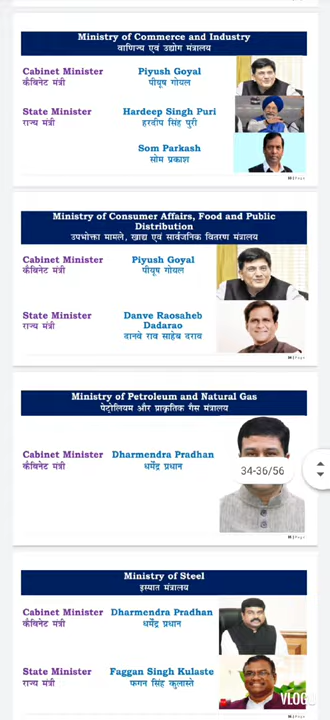 Ministry of Commerce and Industry
वाणिज्य एवं उद्योग मंत्रालय
Cabinet Minister Piyush Goyal
कैबिनेट मंत्री पीयूष गोयल
State Minister Hardeep Singh Puri
राज्य मंत्री हरदीप सिंह पुरी
Som Parkash
सोम प्रकाश
Ministry of Consumer Affairs, Food and Public
Distribution
उपभोक्ता मामले, खाद्य एवं सार्वजनिक वितरण मंत्रालय
Cabinet Minister Piyush Goyal
कैबिनेट मंत्री पीयूष गोयल
State Minister Danve Raosaheb
राज्य मंत्री Dadarao
दानवे राव साहेब दराव
Ministry of Petroleum and Natural Gas
पेट्रोलियम और प्राकृतिक गैस मंत्रालय
Cabinet Minister Dharmendra Pradhan
कैबिनेट मंत्री धर्मेंद्र प्रधान
34-36/56
Ministry of Steel
इस्पात मंत्रालय
Cabinet Minister Dharmendra Pradhan
कैबिनेट मंत्री धर्मेंद्र प्रधान
State Minister Faggan Singh Kulaste
राज्य मंत्री फगन सिंह कुलास्ते
VLOGO